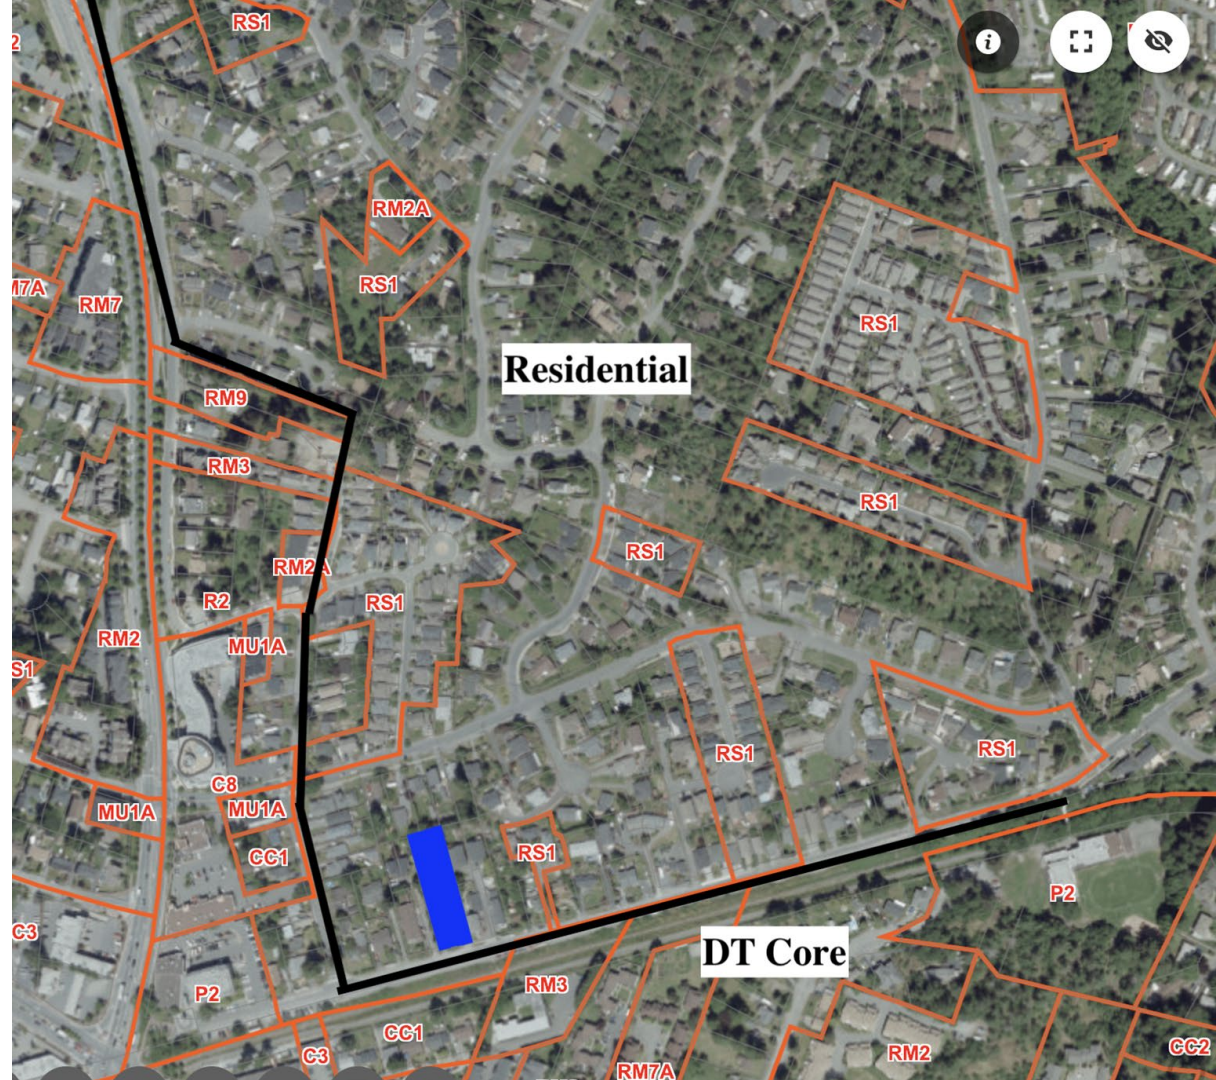 RS1
2
RM2A
M7A
RM7
RS1
RS1
Residential
RM9
RM3
RS1
RS1
RM2A
R2
RS1
RM2
MU1A
S1
RS1
RS1
C8
MU1A
MU1A
CC1
RS1
P2
C3
DT Core
P2
RM3
CC1
C3
RM2
CC2
RM7A